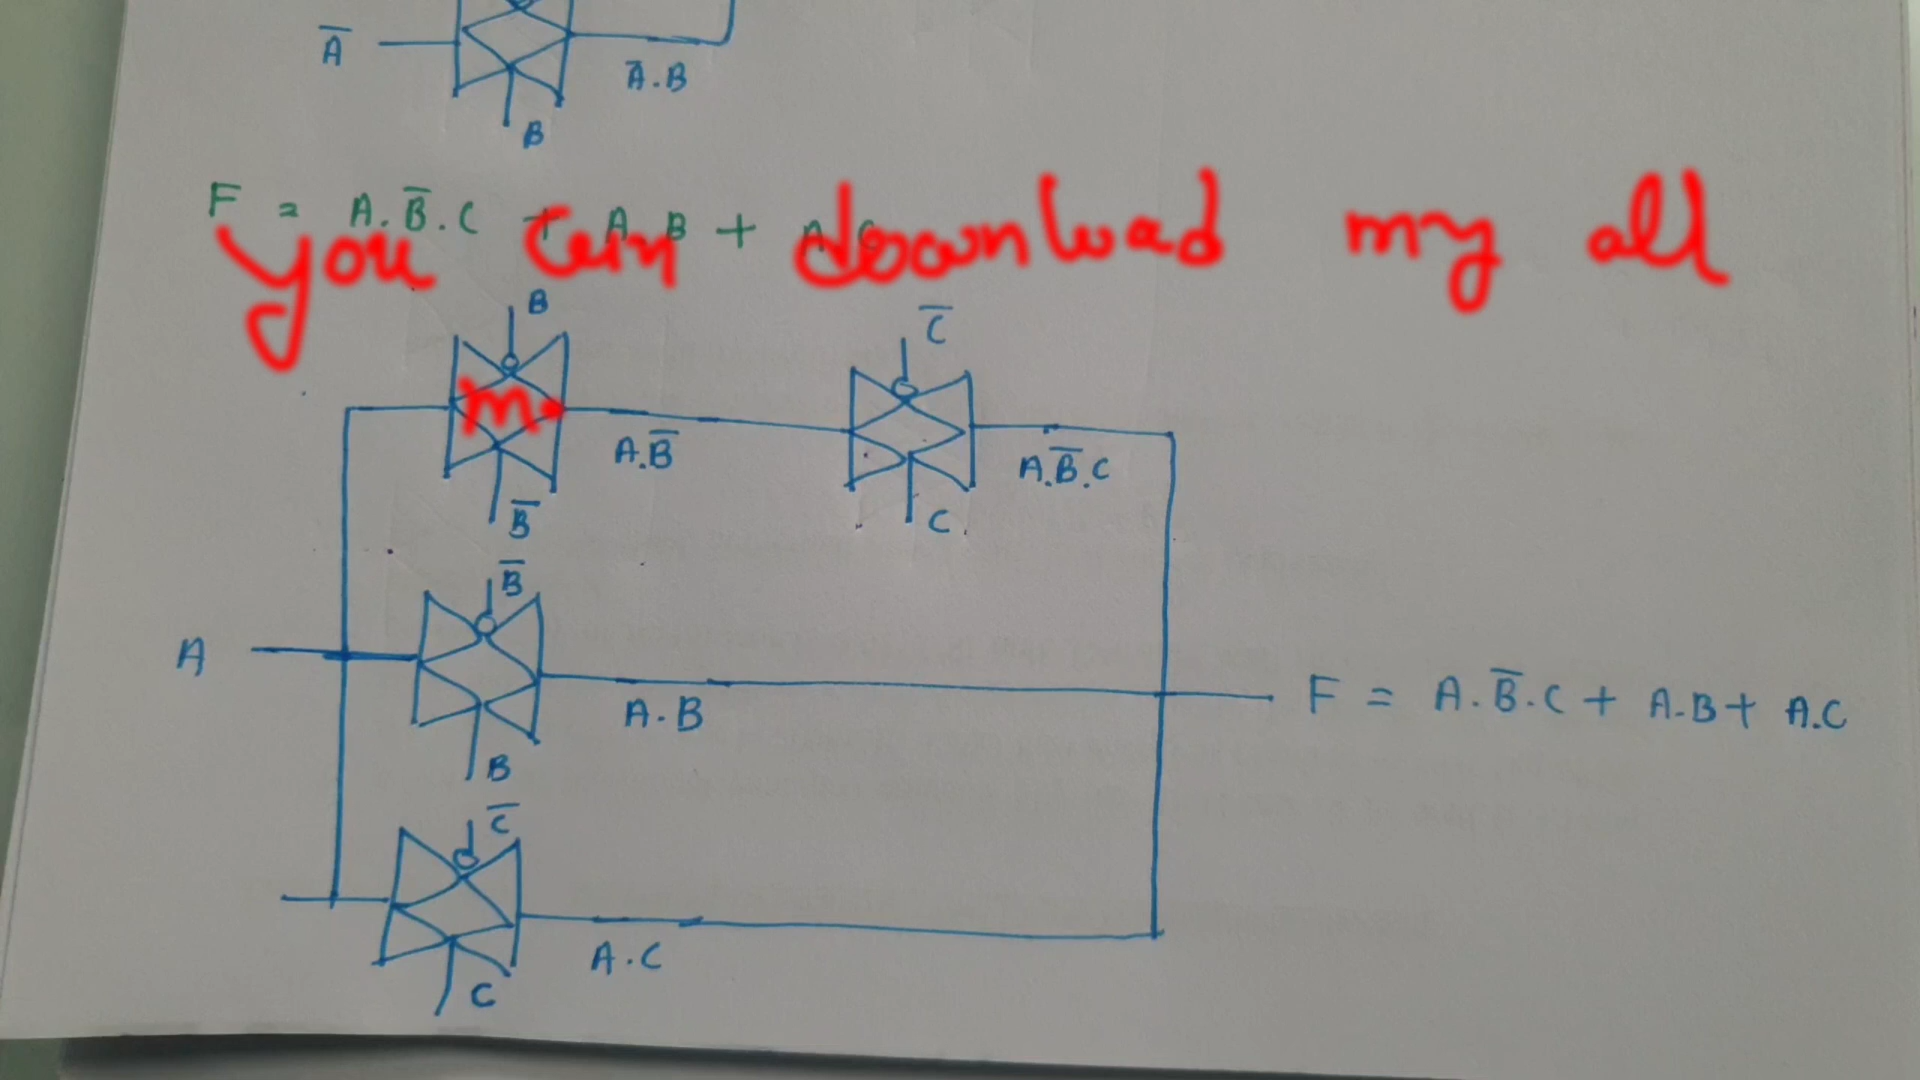 A̅
A̅.B
B
F = A.B̅.C + A.B + A.C
you can download my all
B
C̅
m
A.B̅
A.B̅.C
B̅
C
B̅
A
A.B
F = A.B̅.C + A.B + A.C
B
C̅
A.C
C